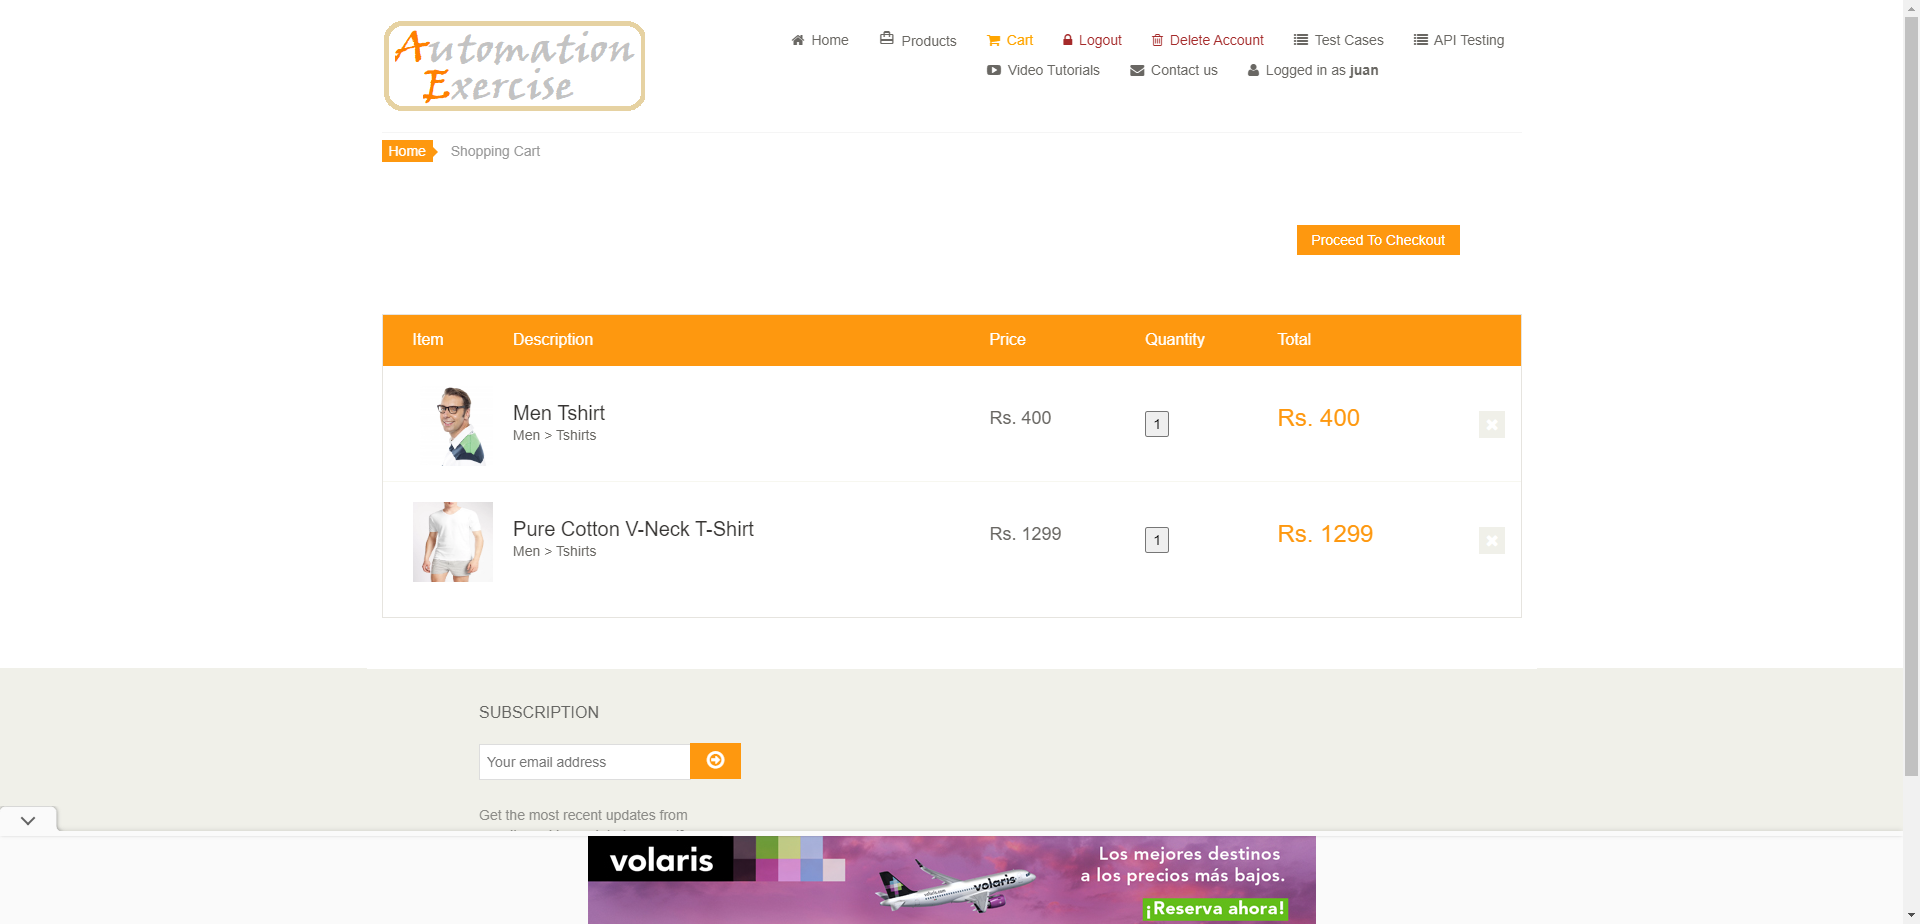 Automation
Exercise
Home
Products
Cart
Logout
Delete Account
Test Cases
API Testing
Video Tutorials
Contact us
Logged in as juan
Home
Shopping Cart
Proceed To Checkout
Item Description Price Quantity Total
Men Tshirt
Men > Tshirts
Rs. 400
1
Rs. 400
Pure Cotton V-Neck T-Shirt
Men > Tshirts
Rs. 1299
1
Rs. 1299
SUBSCRIPTION
Your email address
Get the most recent updates from
volaris
volaris
Los mejores destinos
a los precios más bajos.
¡Reserva ahora!